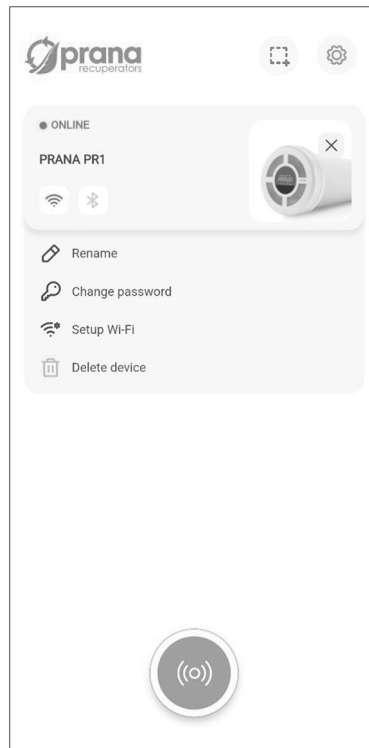 prana
recuperators
ONLINE
PRANA PR1
Rename
Change password
Setup Wi-Fi
Delete device